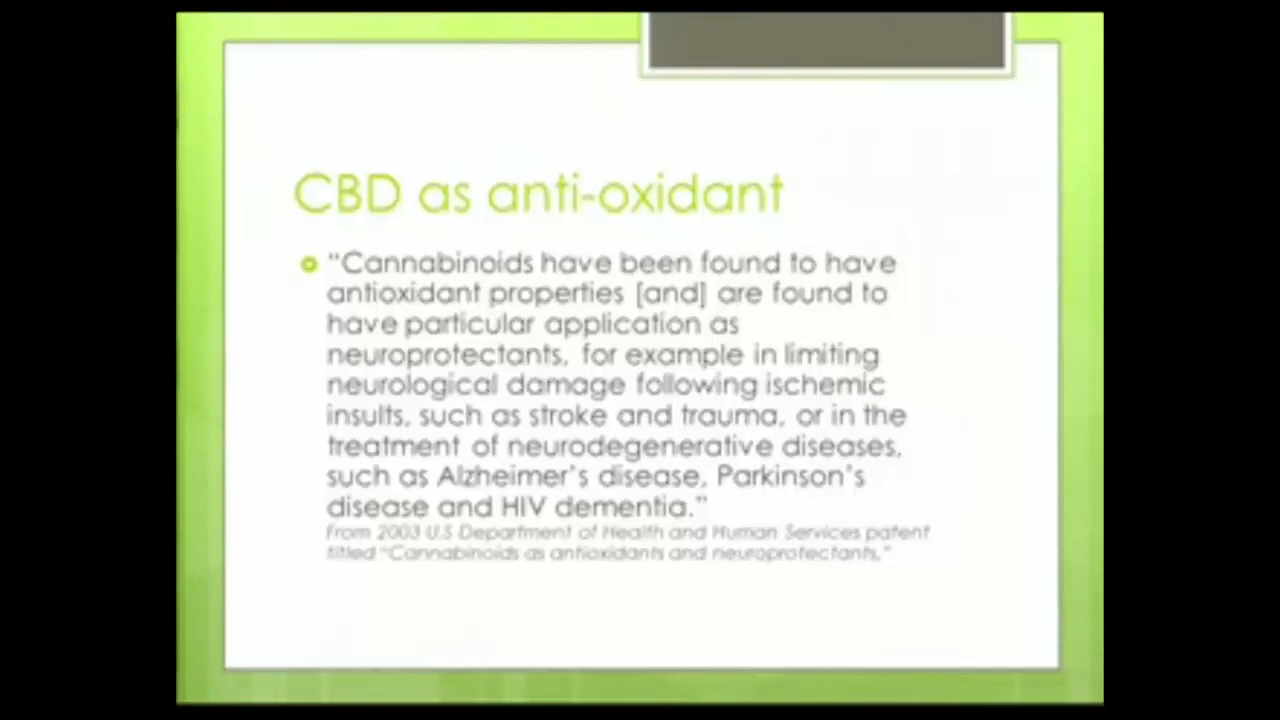 CBD as anti-oxidant
“Cannabinoids have been found to have
antioxidant properties [and] are found to
have particular application as
neuroprotectants, for example in limiting
neurological damage following ischemic
insults, such as stroke and trauma, or in the
treatment of neurodegenerative diseases,
such as Alzheimer’s disease, Parkinson’s
disease and HIV dementia.”
From 2003 U.S Department of Health and Human Services patent
titled “Cannabinoids as antioxidants and neuroprotectants.”